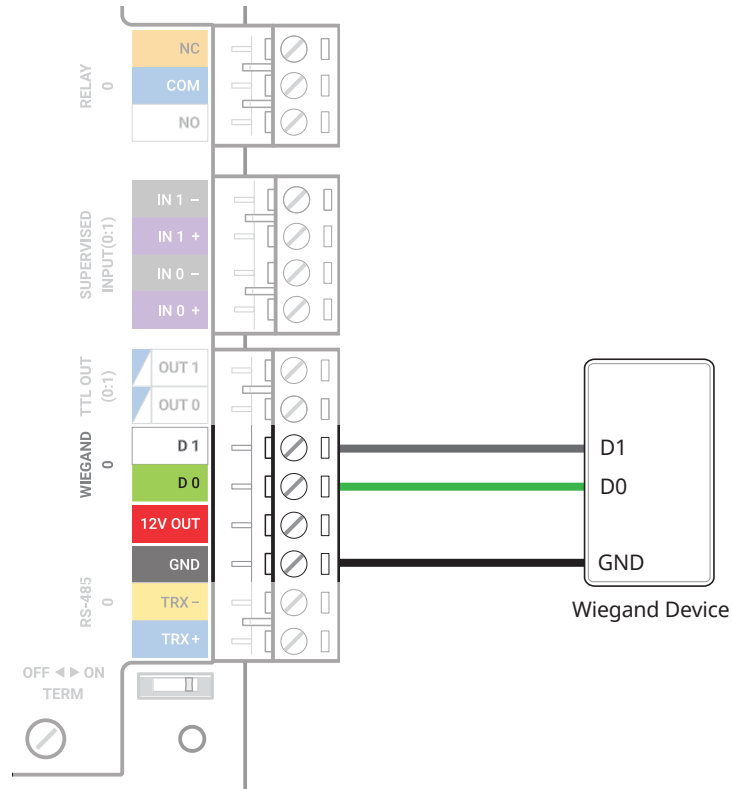 RELAY
0
NC
COM
NO
SUPERVISED
INPUT(0:1)
IN 1 −
IN 1 +
IN 0 −
IN 0 +
TTL OUT
(0:1)
OUT 1
OUT 0
WIEGAND
0
D 1
D 0
12V OUT
GND
RS-485
0
TRX −
TRX +
OFF ◀ ▶ ON
TERM
D1
D0
GND
Wiegand Device